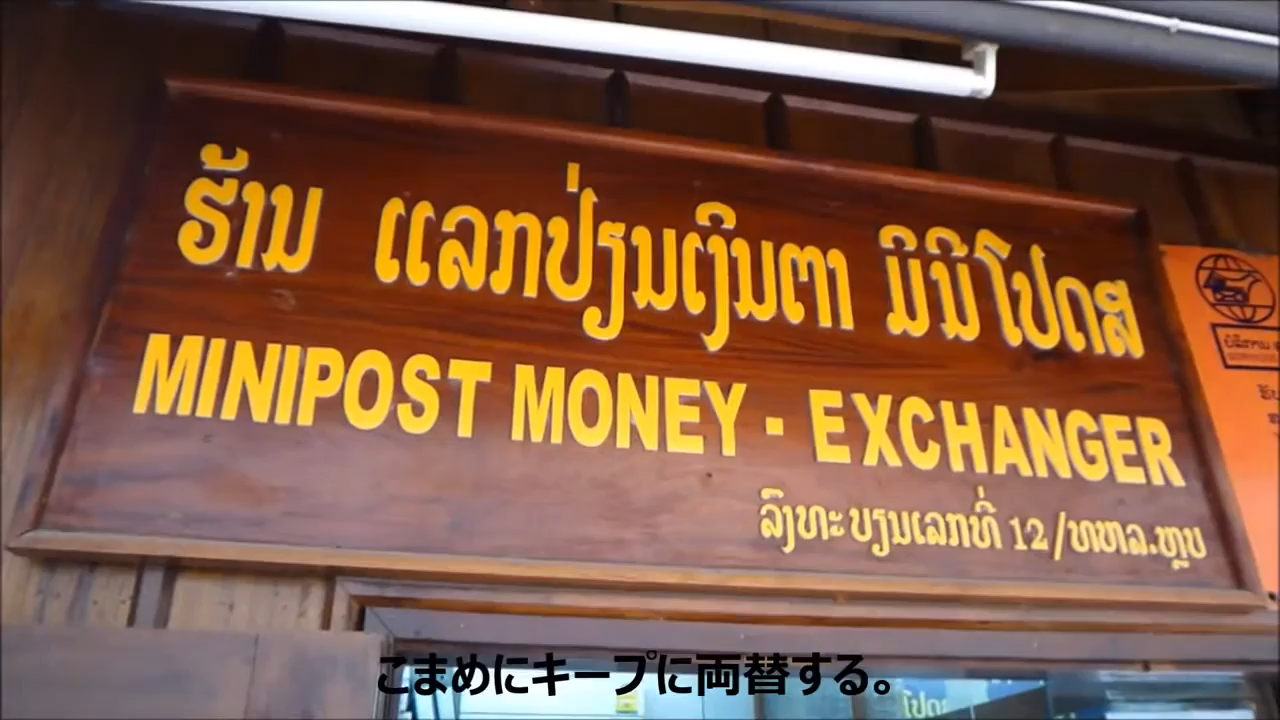 ຮ້ານ ແລກປ່ຽນເງິນຕາ ມິນິໂປດສ
MINIPOST MONEY - EXCHANGER
ລົງທະບຽນເລກທີ່ 12/ທຫລ.ຫຼບ
こまめにキープに両替する。